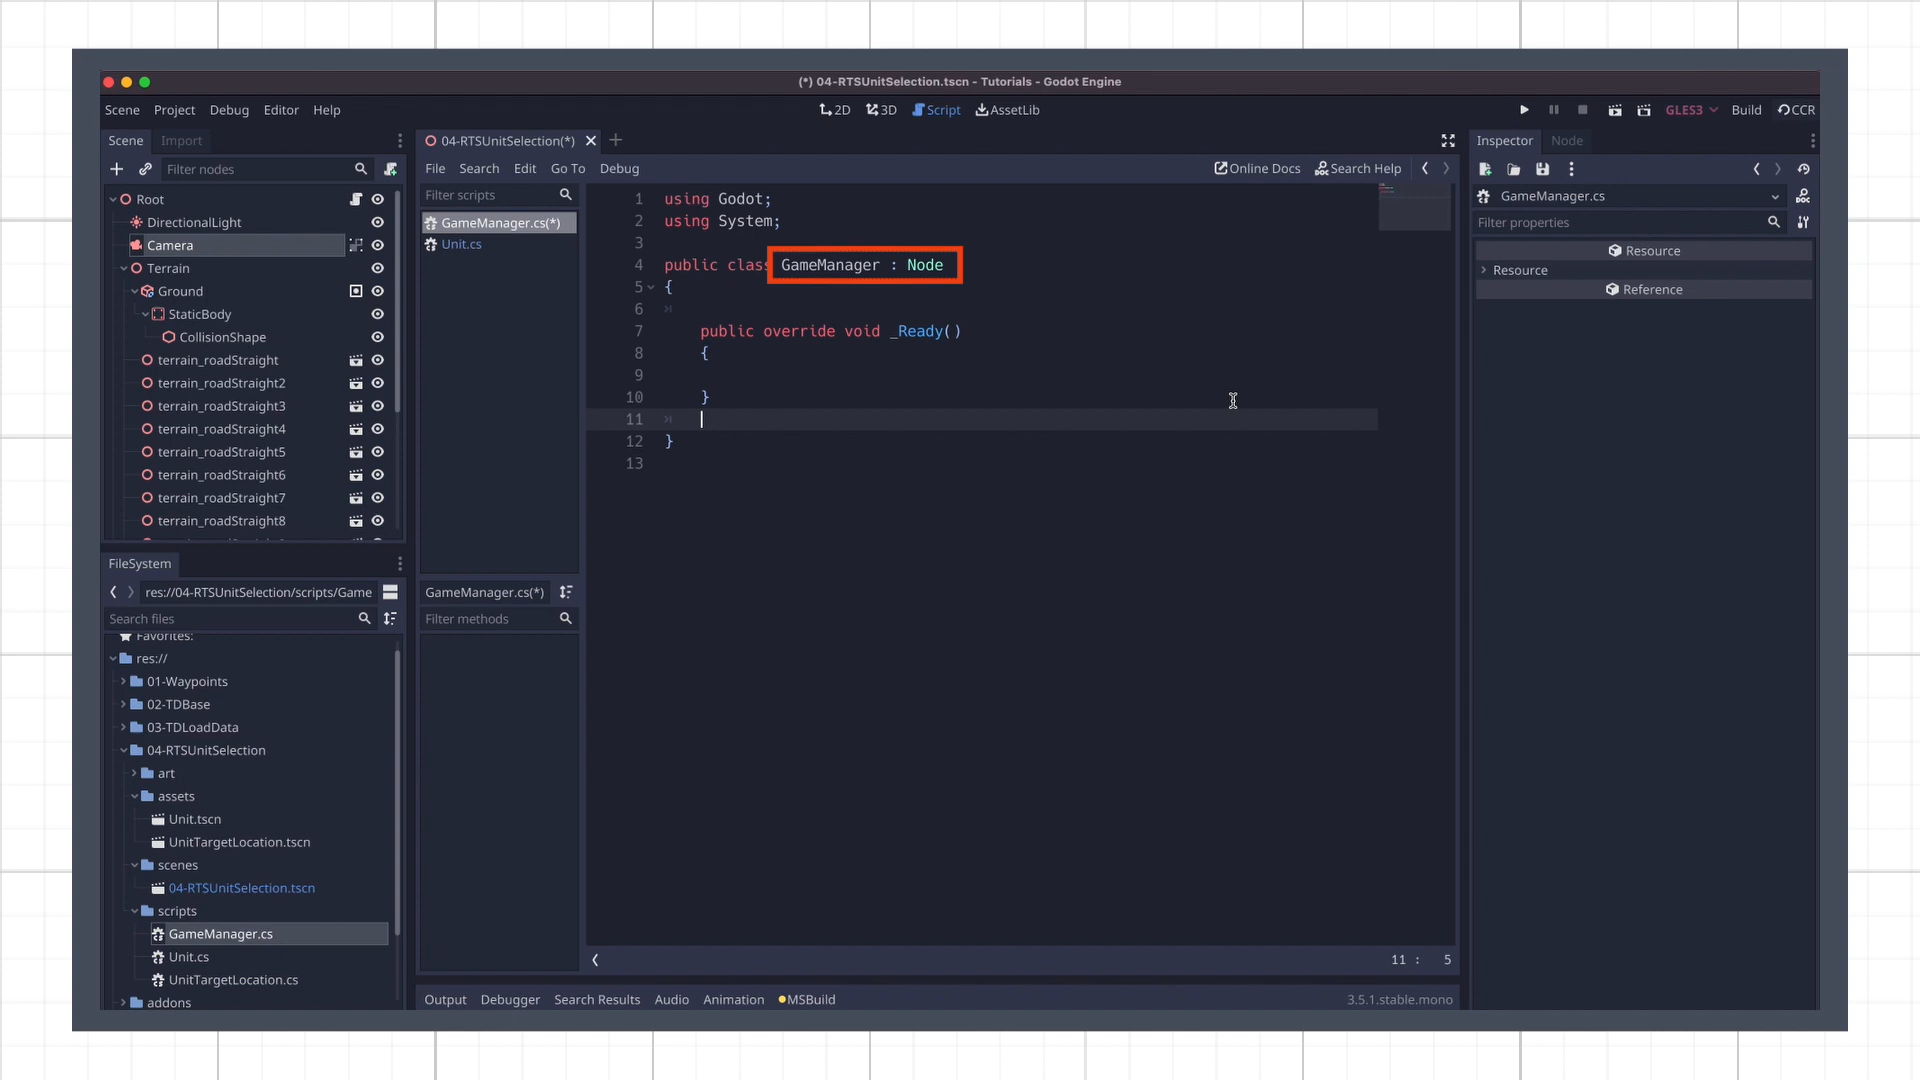 (*) 04-RTSUnitSelection.tscn - Tutorials - Godot Engine
Scene Project Debug Editor Help
2D 3D Script AssetLib
GLES3 Build CCR
Scene Import
Filter nodes
Root
DirectionalLight
Camera
Terrain
Ground
StaticBody
CollisionShape
terrain_roadStraight
terrain_roadStraight2
terrain_roadStraight3
terrain_roadStraight4
terrain_roadStraight5
terrain_roadStraight6
terrain_roadStraight7
terrain_roadStraight8
FileSystem
res://04-RTSUnitSelection/scripts/Game
Search files
Favorites:
res://
01-Waypoints
02-TDBase
03-TDLoadData
04-RTSUnitSelection
art
assets
Unit.tscn
UnitTargetLocation.tscn
scenes
04-RTSUnitSelection.tscn
scripts
GameManager.cs
Unit.cs
UnitTargetLocation.cs
addons
04-RTSUnitSelection(*)
File Search Edit Go To Debug
Online Docs Search Help
Filter scripts
GameManager.cs(*)
Unit.cs
GameManager.cs(*)
Filter methods
1 using Godot;
2 using System;
3
4 public class GameManager : Node
5 {
6
7 public override void _Ready()
8 {
9
10 }
11
12 }
13
11 : 5
Output Debugger Search Results Audio Animation MSBuild
3.5.1.stable.mono
Inspector Node
GameManager.cs
Filter properties
Resource
Resource
Reference